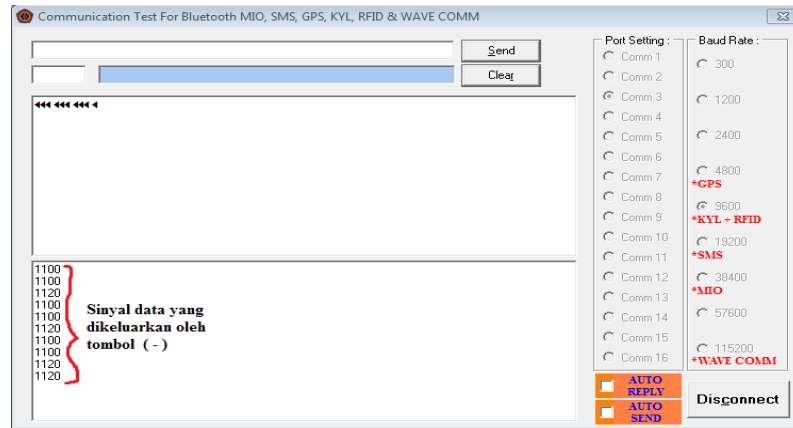 Communication Test For Bluetooth MIO, SMS, GPS, KYL, RFID & WAVE COMM
Send
Clear
1100
1100
1120
1100
1100
1120
1100
1100
1120
1120
Sinyal data yang
dikeluarkan oleh
tombol ( - )
Port Setting :
Comm 1
Comm 2
Comm 3
Comm 4
Comm 5
Comm 6
Comm 7
Comm 8
Comm 9
Comm 10
Comm 11
Comm 12
Comm 13
Comm 14
Comm 15
Comm 16
Baud Rate :
300
1200
2400
4800
*GPS
9600
*KYL + RFID
19200
*SMS
38400
*MIO
57600
115200
*WAVE COMM
AUTO
REPLY
AUTO
SEND
Disconnect